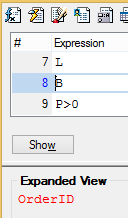 # Expression
7 L
8 B
9 P>0
Show
Expanded View
OrderID